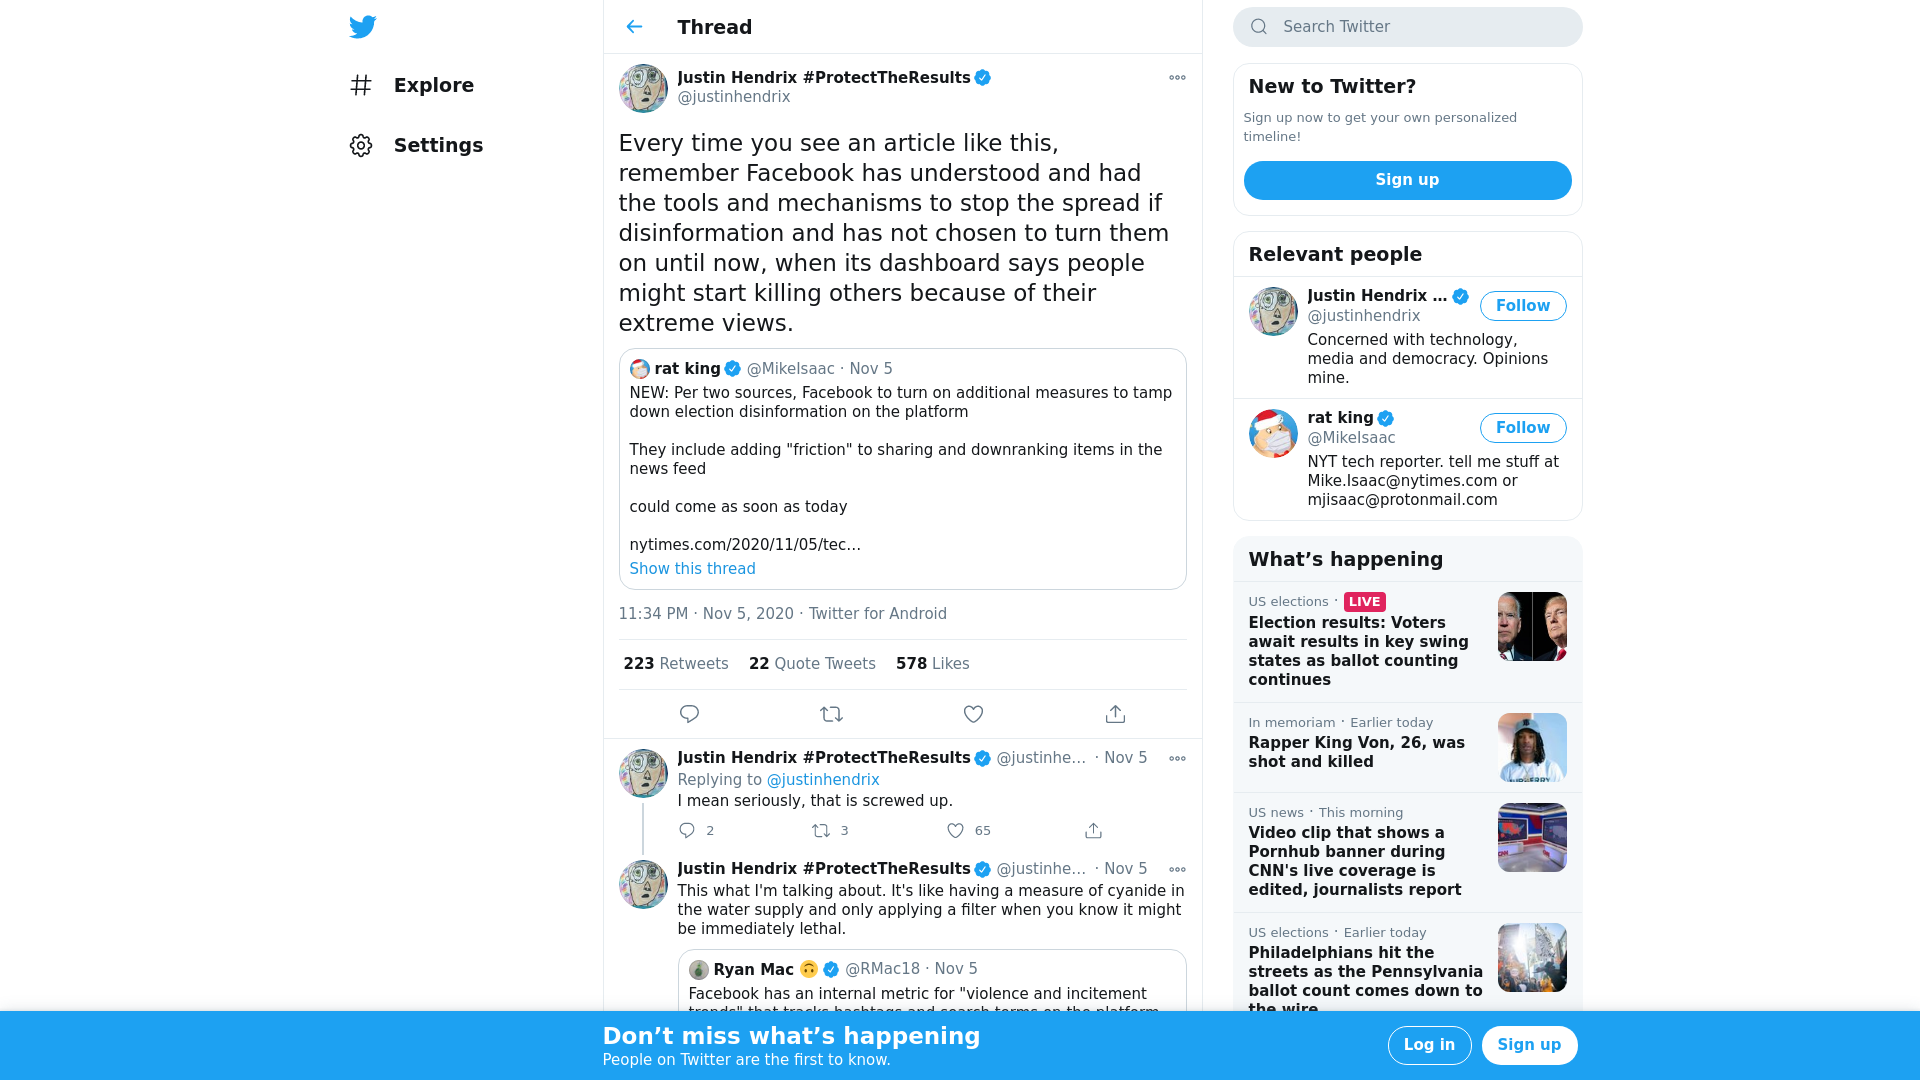 Explore
Settings
Thread
Justin Hendrix #ProtectTheResults
@justinhendrix
Every time you see an article like this,
remember Facebook has understood and had
the tools and mechanisms to stop the spread if
disinformation and has not chosen to turn them
on until now, when its dashboard says people
might start killing others because of their
extreme views.
rat king @MikeIsaac · Nov 5
NEW: Per two sources, Facebook to turn on additional measures to tamp
down election disinformation on the platform
They include adding "friction" to sharing and downranking items in the
news feed
could come as soon as today
nytimes.com/2020/11/05/tec…
Show this thread
11:34 PM · Nov 5, 2020 · Twitter for Android
223 Retweets 22 Quote Tweets 578 Likes
Justin Hendrix #ProtectTheResults @justinhe… · Nov 5
Replying to @justinhendrix
I mean seriously, that is screwed up.
2 3 65
Justin Hendrix #ProtectTheResults @justinhe… · Nov 5
This what I'm talking about. It's like having a measure of cyanide in
the water supply and only applying a filter when you know it might
be immediately lethal.
Ryan Mac 🙃 @RMac18 · Nov 5
Facebook has an internal metric for "violence and incitement
trends" that tracks hashtags and search terms on the platform
Search Twitter
New to Twitter?
Sign up now to get your own personalized
timeline!
Sign up
Relevant people
Justin Hendrix …
@justinhendrix
Follow
Concerned with technology,
media and democracy. Opinions
mine.
rat king
@MikeIsaac
Follow
NYT tech reporter. tell me stuff at
Mike.Isaac@nytimes.com or
mjisaac@protonmail.com
What’s happening
US elections · LIVE
Election results: Voters
await results in key swing
states as ballot counting
continues
In memoriam · Earlier today
Rapper King Von, 26, was
shot and killed
US news · This morning
Video clip that shows a
Pornhub banner during
CNN's live coverage is
edited, journalists report
US elections · Earlier today
Philadelphians hit the
streets as the Pennsylvania
ballot count comes down to
the wire
Don’t miss what’s happening
People on Twitter are the first to know.
Log in
Sign up